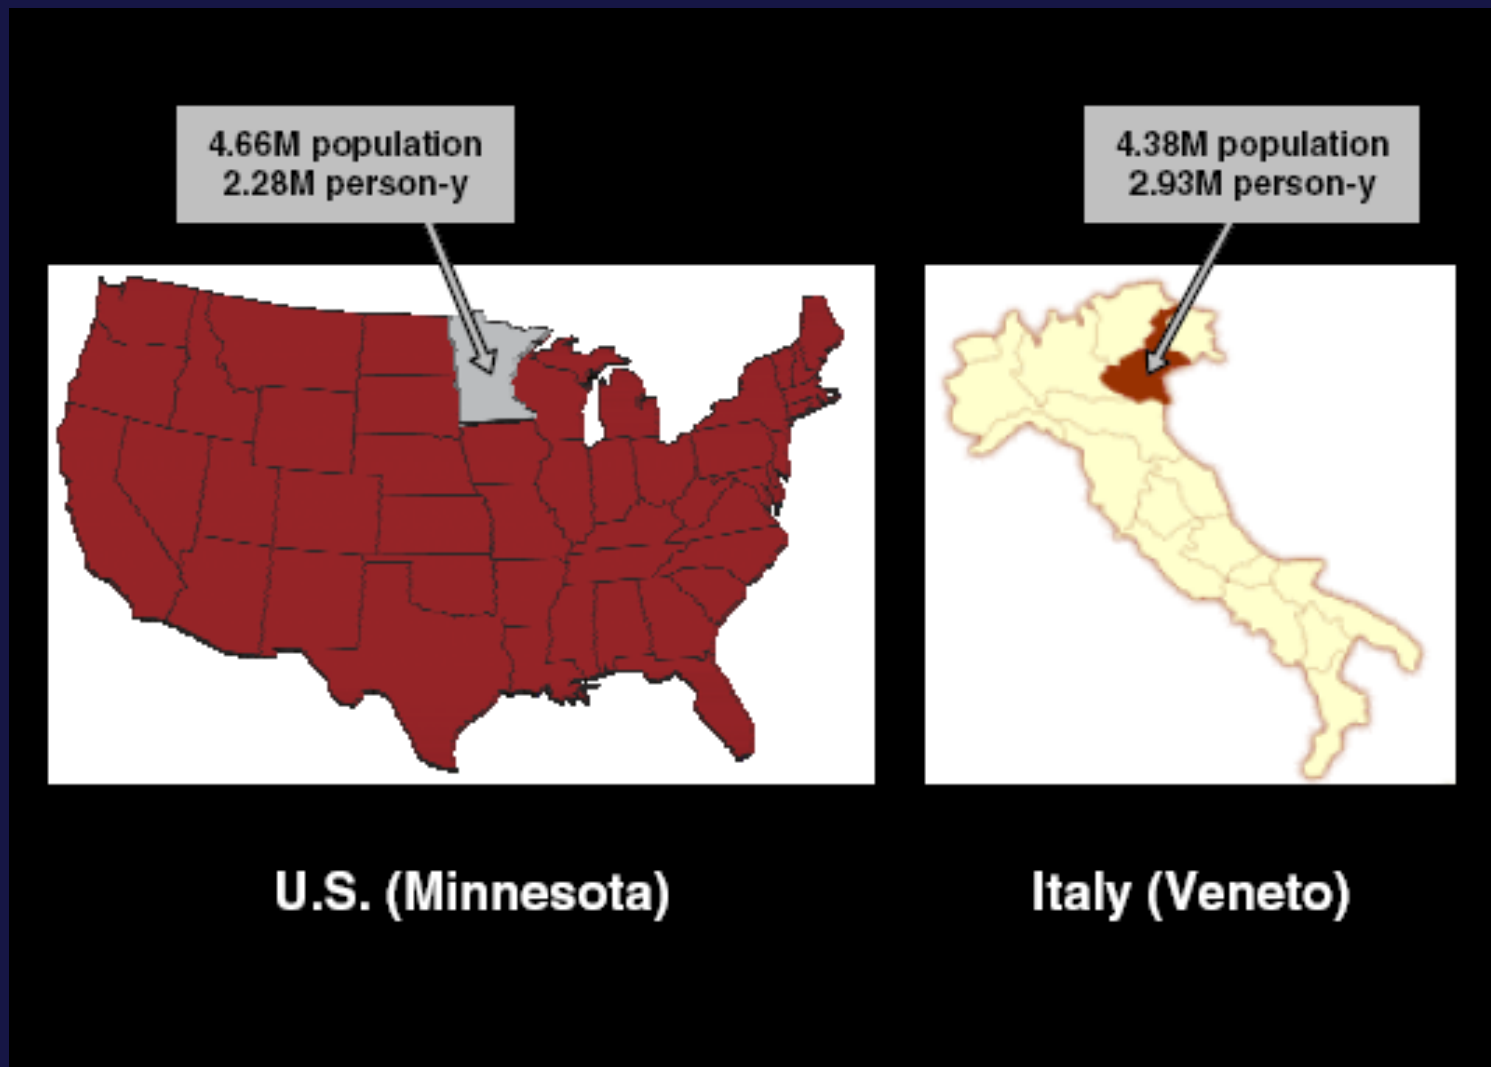 4.66M population
2.28M person-y
4.38M population
2.93M person-y
U.S. (Minnesota)
Italy (Veneto)